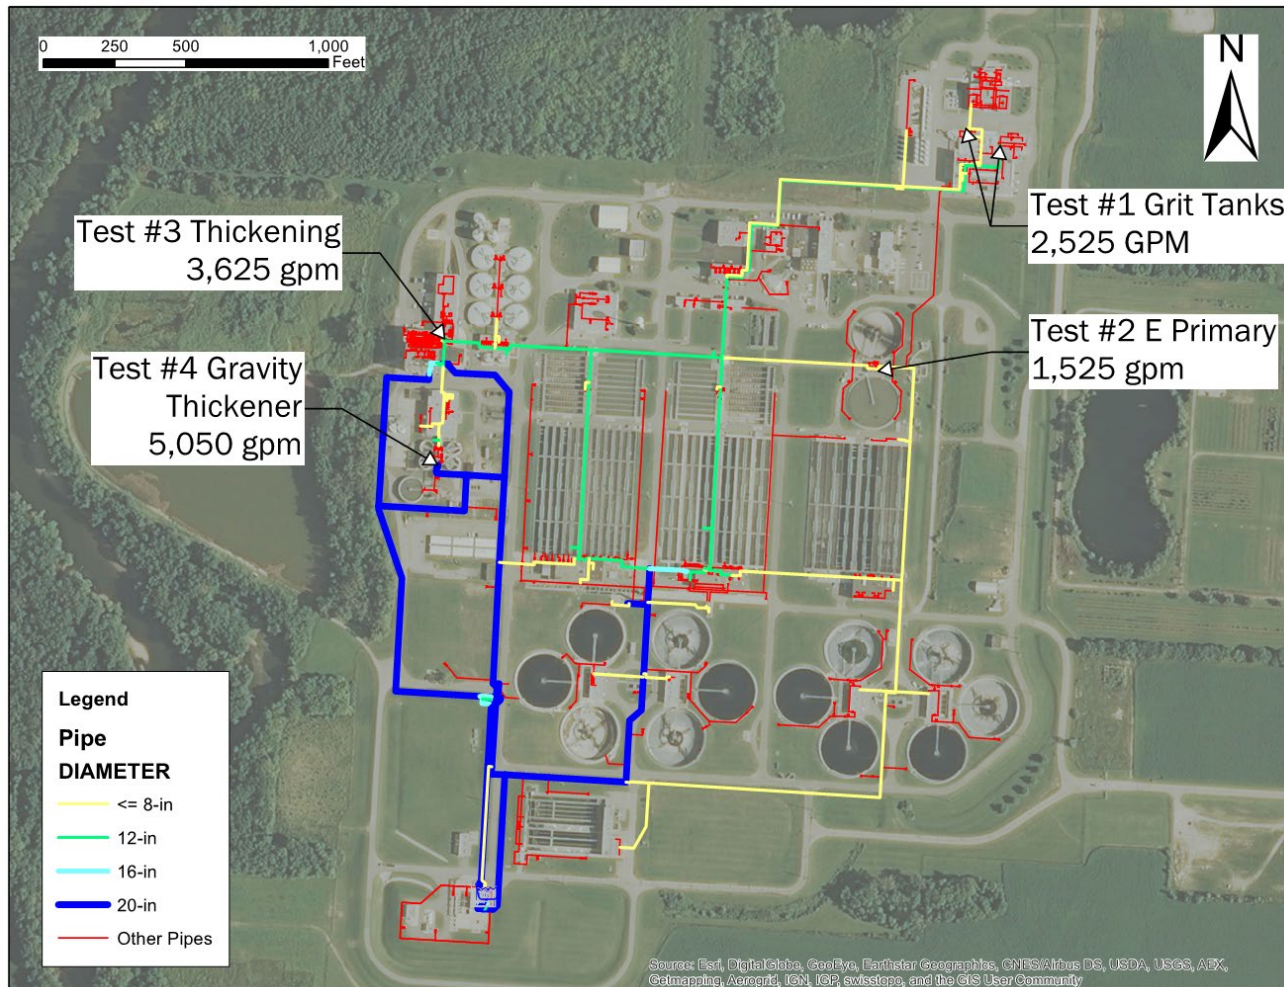 0 250 500 1,000
Feet
N
Test #3 Thickening
3,625 gpm
Test #1 Grit Tanks
2,525 GPM
Test #2 E Primary
1,525 gpm
Test #4 Gravity
Thickener
5,050 gpm
Legend
Pipe
DIAMETER
<= 8-in
12-in
16-in
20-in
Other Pipes
Source: Esri, DigitalGlobe, GeoEye, Earthstar Geographics, CNES/Airbus DS, USDA, USGS, AEX,
Getmapping, Aerogrid, IGN, IGP, swisstopo, and the GIS User Community